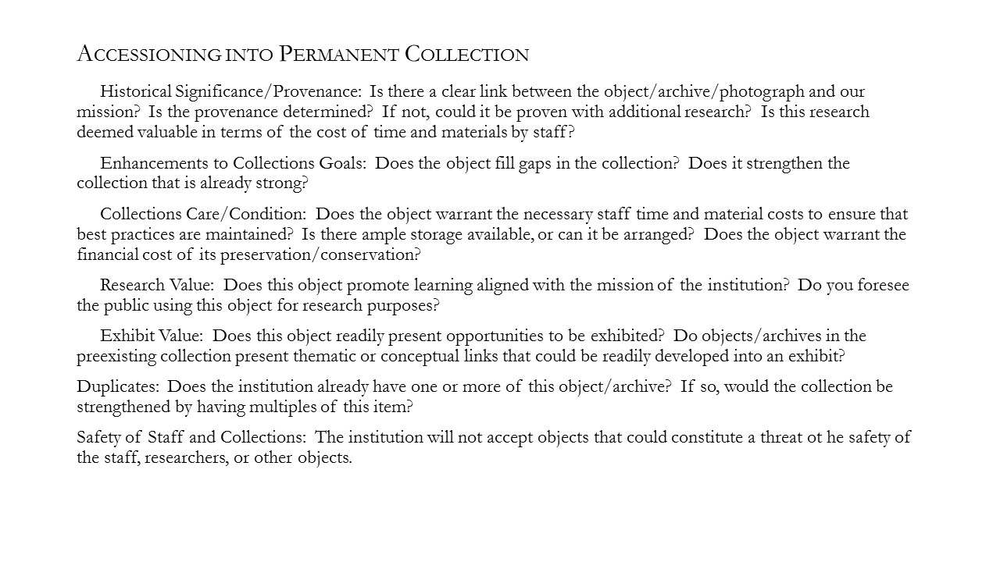 Accessioning into Permanent Collection
Historical Significance/Provenance:  Is there a clear link between the object/archive/photograph and our
mission?  Is the provenance determined?  If not, could it be proven with additional research?  Is this research
deemed valuable in terms of the cost of time and materials by staff?
Enhancements to Collections Goals:  Does the object fill gaps in the collection?  Does it strengthen the
collection that is already strong?
Collections Care/Condition:  Does the object warrant the necessary staff time and material costs to ensure that
best practices are maintained?  Is there ample storage available, or can it be arranged?  Does the object warrant the
financial cost of its preservation/conservation?
Research Value:  Does this object promote learning aligned with the mission of the institution?  Do you foresee
the public using this object for research purposes?
Exhibit Value:  Does this object readily present opportunities to be exhibited?  Do objects/archives in the
preexisting collection present thematic or conceptual links that could be readily developed into an exhibit?
Duplicates:  Does the institution already have one or more of this object/archive?  If so, would the collection be
strengthened by having multiples of this item?
Safety of Staff and Collections:  The institution will not accept objects that could constitute a threat ot he safety of
the staff, researchers, or other objects.